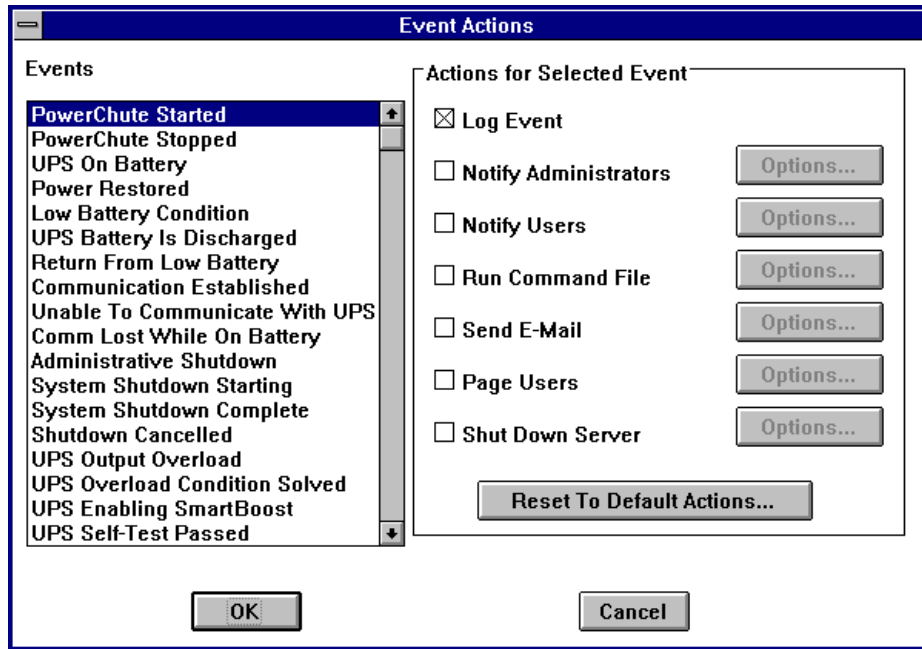 Event Actions
Events
PowerChute Started
PowerChute Stopped
UPS On Battery
Power Restored
Low Battery Condition
UPS Battery Is Discharged
Return From Low Battery
Communication Established
Unable To Communicate With UPS
Comm Lost While On Battery
Administrative Shutdown
System Shutdown Starting
System Shutdown Complete
Shutdown Cancelled
UPS Output Overload
UPS Overload Condition Solved
UPS Enabling SmartBoost
UPS Self-Test Passed
Actions for Selected Event
Log Event
Notify Administrators Options...
Notify Users Options...
Run Command File Options...
Send E-Mail Options...
Page Users Options...
Shut Down Server Options...
Reset To Default Actions...
OK Cancel